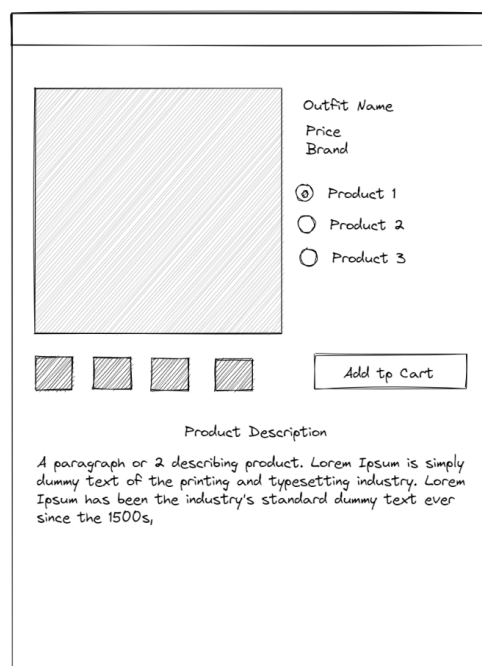 Outfit Name
Price
Brand
Product 1
Product 2
Product 3
Add tp Cart
Product Description
A paragraph or 2 describing product. Lorem Ipsum is simply
dummy text of the printing and typesetting industry. Lorem
Ipsum has been the industry's standard dummy text ever
since the 1500s,